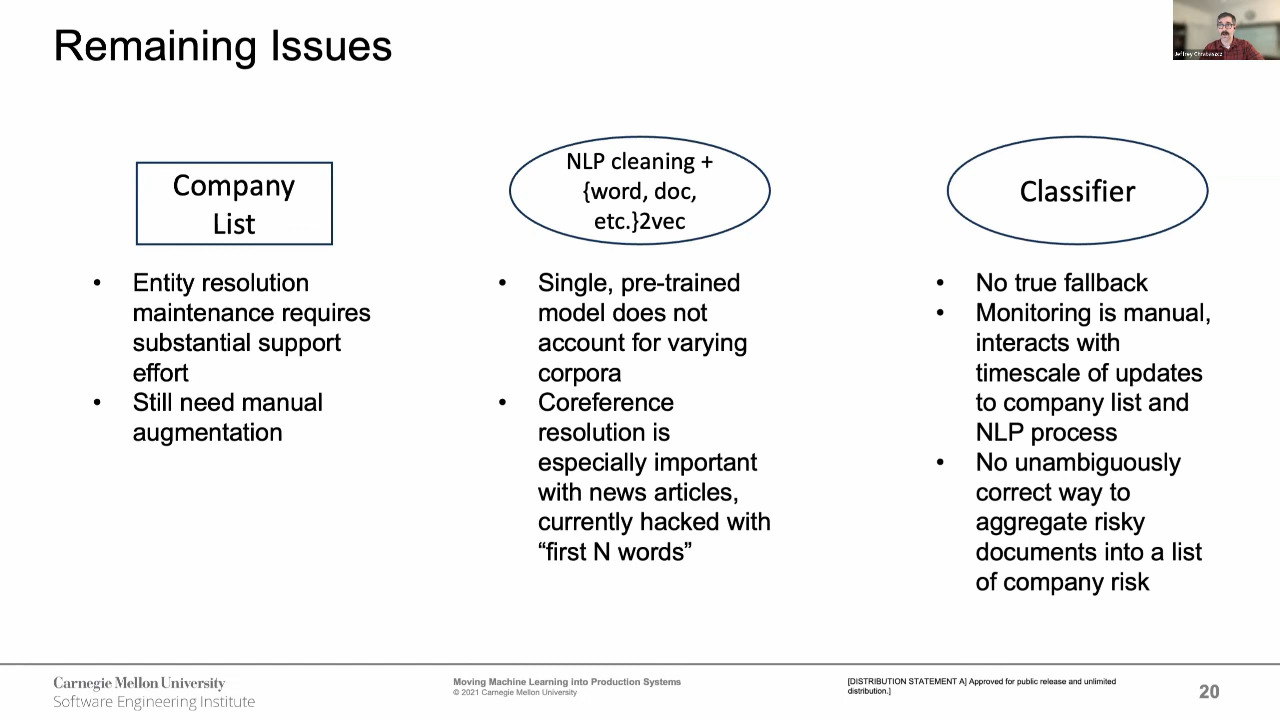 Remaining Issues
Company
List
• Entity resolution
maintenance requires
substantial support
effort
• Still need manual
augmentation
NLP cleaning +
{word, doc,
etc.}2vec
• Single, pre-trained
model does not
account for varying
corpora
• Coreference
resolution is
especially important
with news articles,
currently hacked with
“first N words”
Classifier
• No true fallback
• Monitoring is manual,
interacts with
timescale of updates
to company list and
NLP process
• No unambiguously
correct way to
aggregate risky
documents into a list
of company risk
Carnegie Mellon University
Software Engineering Institute
Moving Machine Learning into Production Systems
© 2021 Carnegie Mellon University
[DISTRIBUTION STATEMENT A] Approved for public release and unlimited
distribution.]
20
Jeffrey